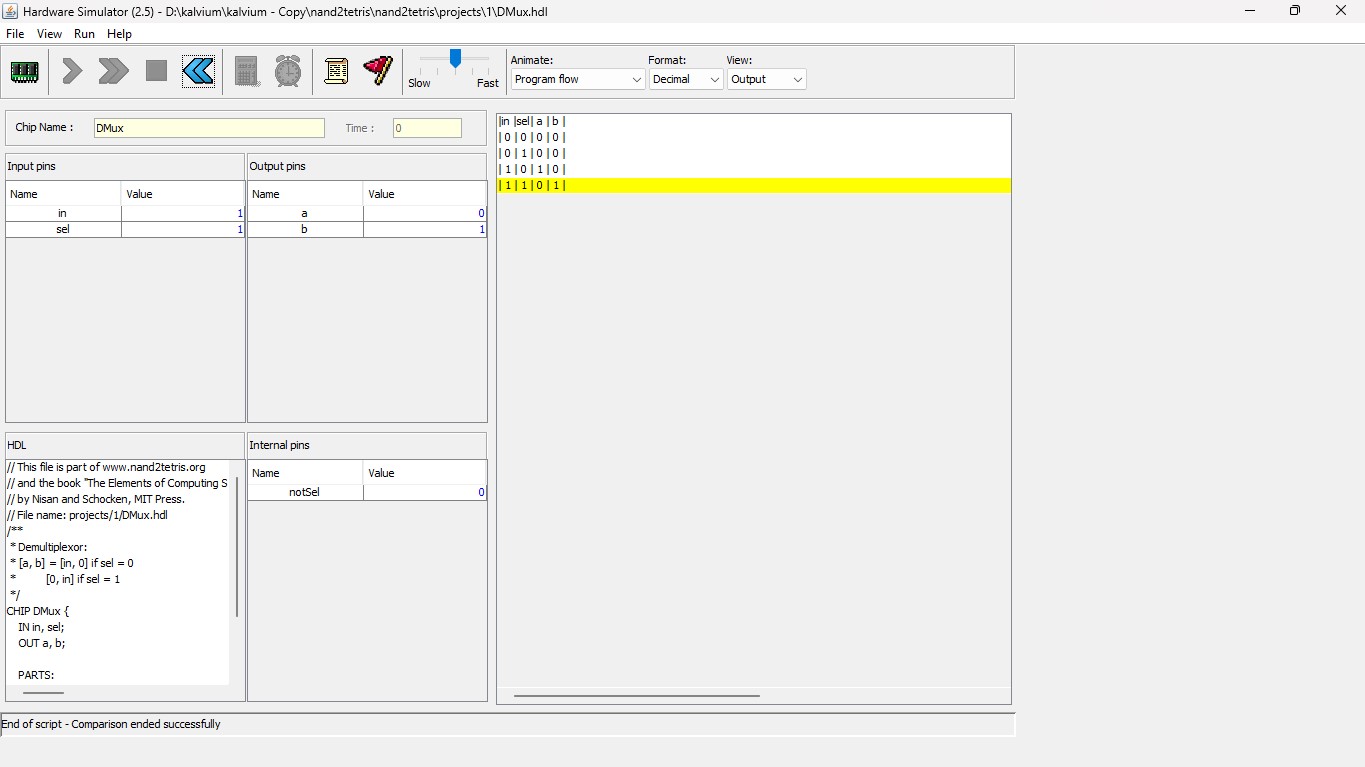 Hardware Simulator (2.5) - D:\kalvium\kalvium - Copy\nand2tetris\nand2tetris\projects\1\DMux.hdl
File View Run Help
Slow Fast
Animate: Format: View:
Program flow Decimal Output
Chip Name : DMux Time : 0
Input pins
Name Value
in 1
sel 1
Output pins
Name Value
a 0
b 1
HDL
// This file is part of www.nand2tetris.org
// and the book "The Elements of Computing S
// by Nisan and Schocken, MIT Press.
// File name: projects/1/DMux.hdl
/**
* Demultiplexor:
* [a, b] = [in, 0] if sel = 0
* [0, in] if sel = 1
*/
CHIP DMux {
IN in, sel;
OUT a, b;
PARTS:
Internal pins
Name Value
notSel 0
|in |sel| a | b |
| 0 | 0 | 0 | 0 |
| 0 | 1 | 0 | 0 |
| 1 | 0 | 1 | 0 |
| 1 | 1 | 0 | 1 |
End of script - Comparison ended successfully